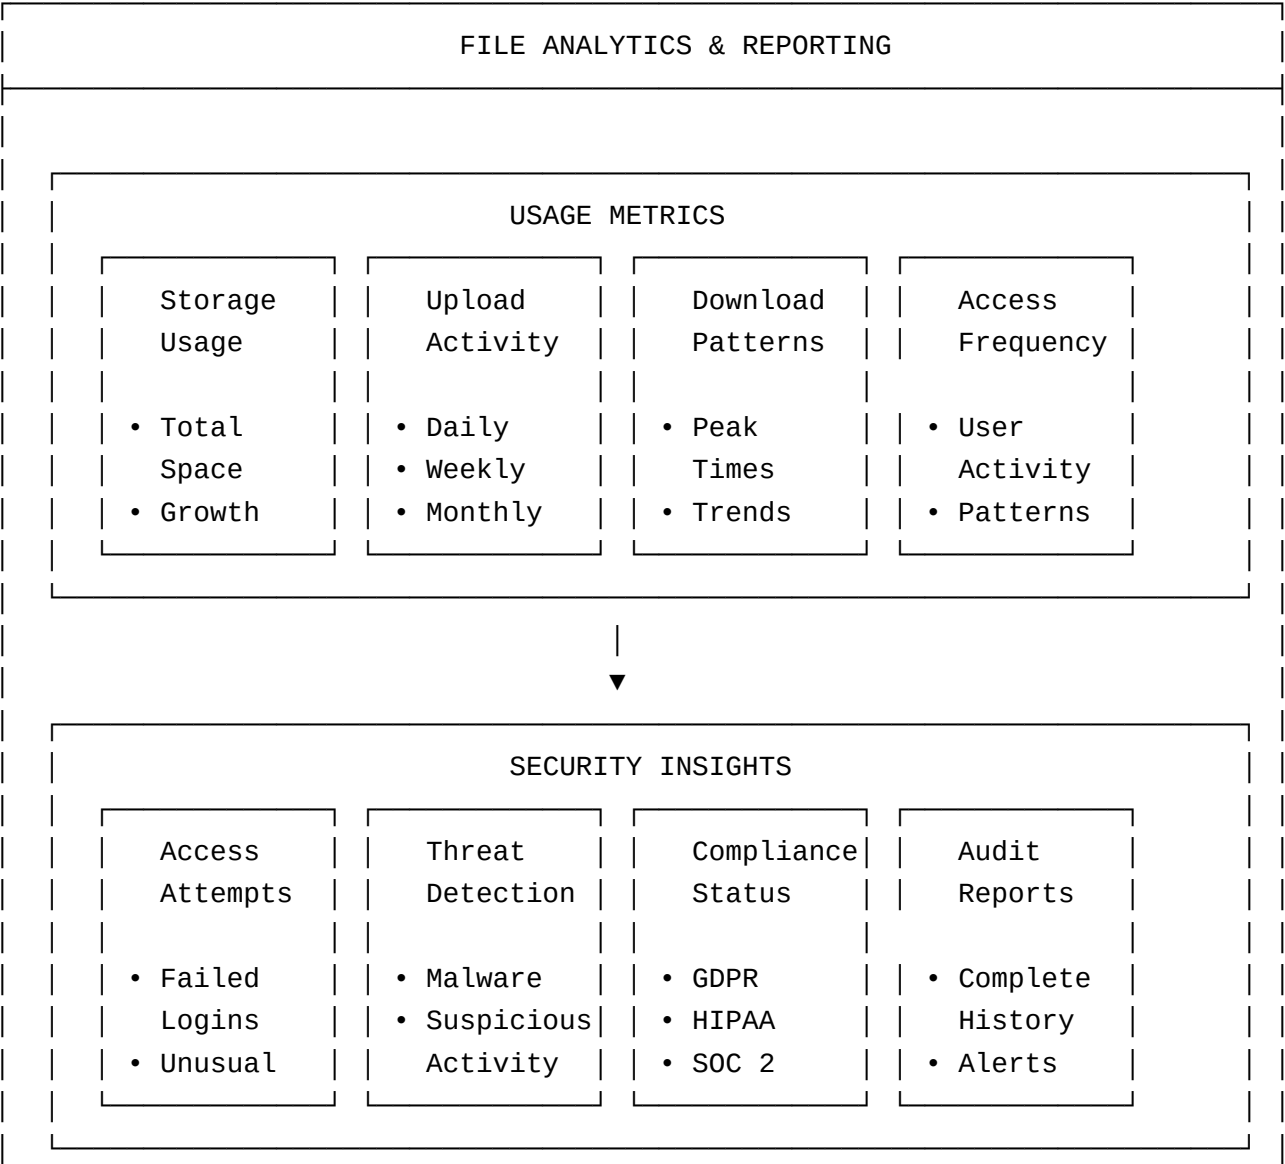 FILE ANALYTICS & REPORTING
USAGE METRICS
Storage Upload Download Access
Usage Activity Patterns Frequency
• Total • Daily • Peak • User
Space • Weekly Times Activity
• Growth • Monthly • Trends • Patterns
▼
SECURITY INSIGHTS
Access Threat Compliance Audit
Attempts Detection Status Reports
• Failed • Malware • GDPR • Complete
Logins • Suspicious • HIPAA History
• Unusual Activity • SOC 2 • Alerts